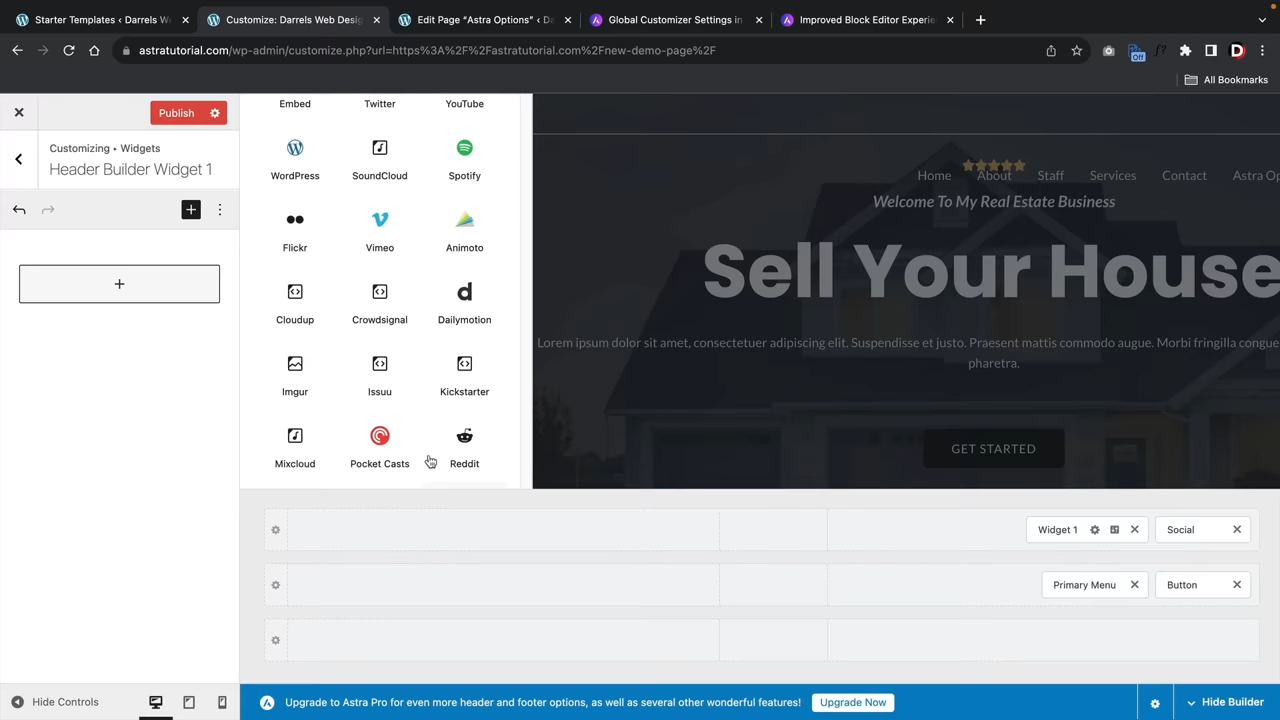 Starter Templates ‹ Darrels We
Customize: Darrels Web Desig
Edit Page “Astra Options” ‹ Da
Global Customizer Settings in
Improved Block Editor Experie
astratutorial.com/wp-admin/customize.php?url=https%3A%2F%2Fastratutorial.com%2Fnew-demo-page%2F
Off
All Bookmarks
Publish
Embed
Twitter
YouTube
Customizing • Widgets
Header Builder Widget 1
WordPress
SoundCloud
Spotify
Home
About
Staff
Services
Contact
Astra Op
Welcome To My Real Estate Business
Flickr
Vimeo
Animoto
Sell Your House
Cloudup
Crowdsignal
Dailymotion
Lorem ipsum dolor sit amet, consectetuer adipiscing elit. Suspendisse et justo. Praesent mattis commodo augue. Morbi fringilla congue
pharetra.
Imgur
Issuu
Kickstarter
GET STARTED
Mixcloud
Pocket Casts
Reddit
Widget 1
Social
Primary Menu
Button
Hide Controls
Upgrade to Astra Pro for even more header and footer options, as well as several other wonderful features!
Upgrade Now
Hide Builder